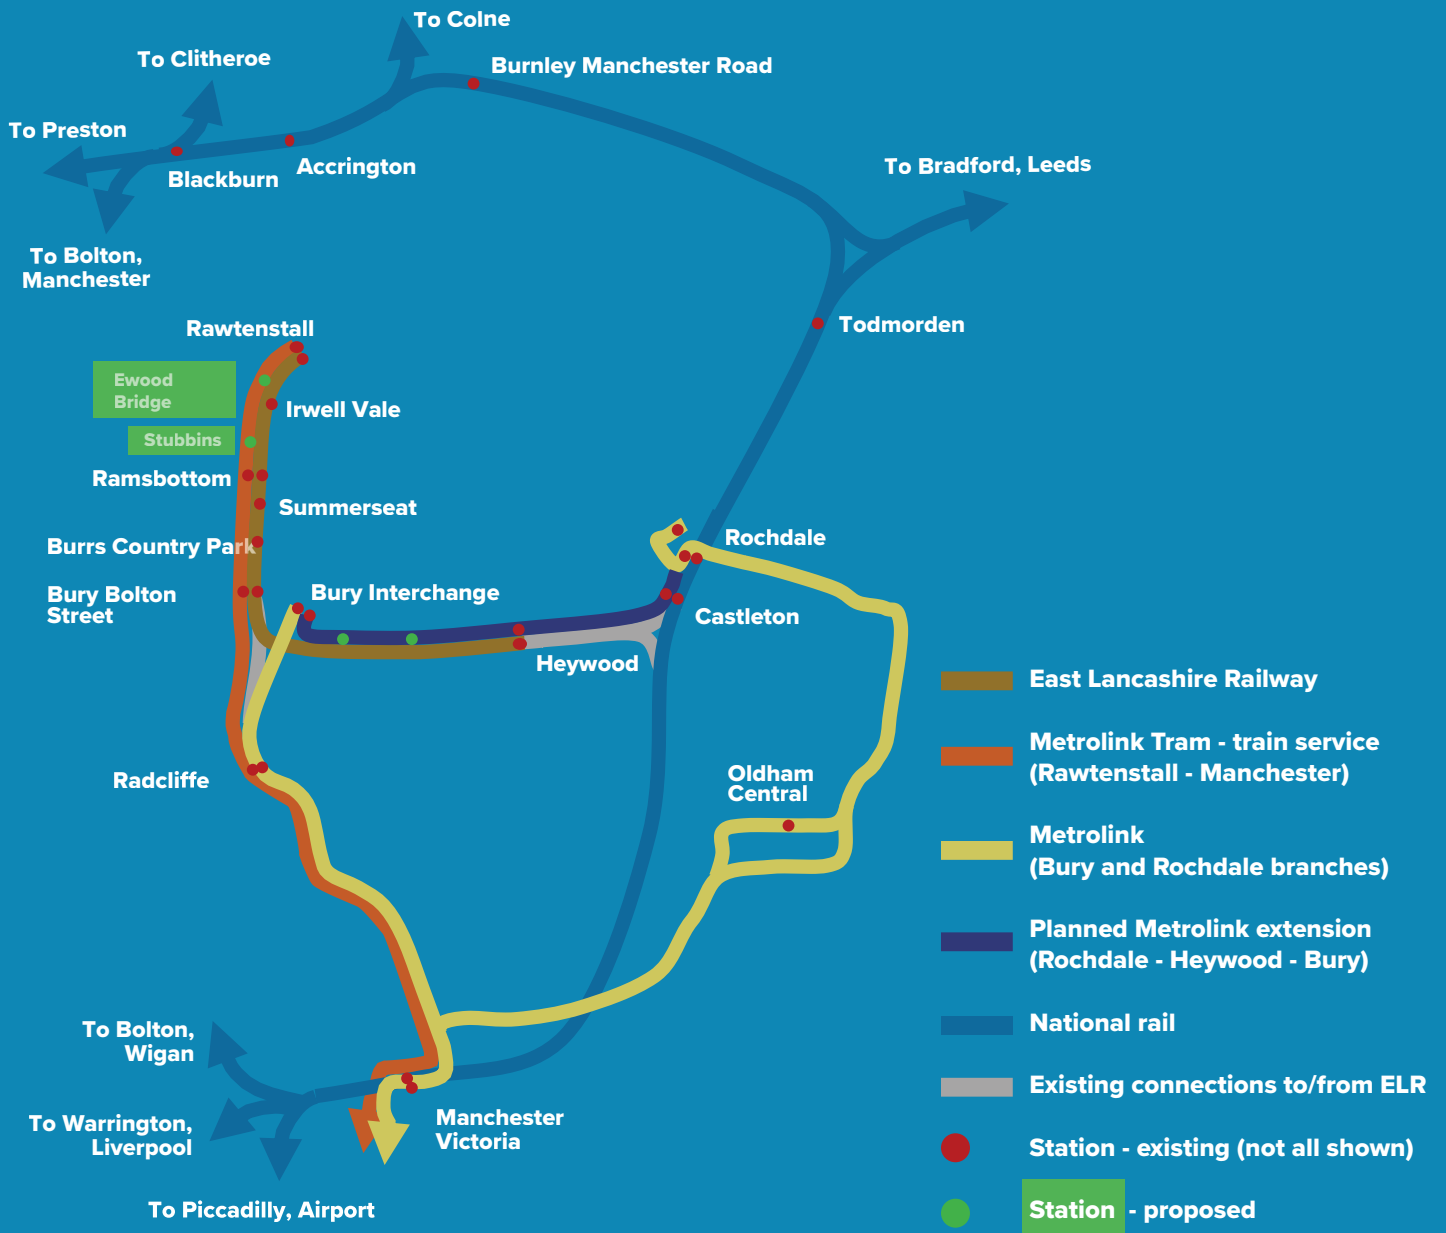 To Colne
To Clitheroe
Burnley Manchester Road
To Preston
Accrington
Blackburn
To Bradford, Leeds
To Bolton,
Manchester
Rawtenstall
Todmorden
Ewood
Bridge
Irwell Vale
Stubbins
Ramsbottom
Summerseat
Burrs Country Park
Rochdale
Bury Bolton
Street
Bury Interchange
Castleton
Heywood
East Lancashire Railway
Metrolink Tram - train service
(Rawtenstall - Manchester)
Radcliffe
Oldham
Central
Metrolink
(Bury and Rochdale branches)
Planned Metrolink extension
(Rochdale - Heywood - Bury)
National rail
To Bolton,
Wigan
Existing connections to/from ELR
To Warrington,
Liverpool
Manchester
Victoria
Station - existing (not all shown)
To Piccadilly, Airport
Station - proposed